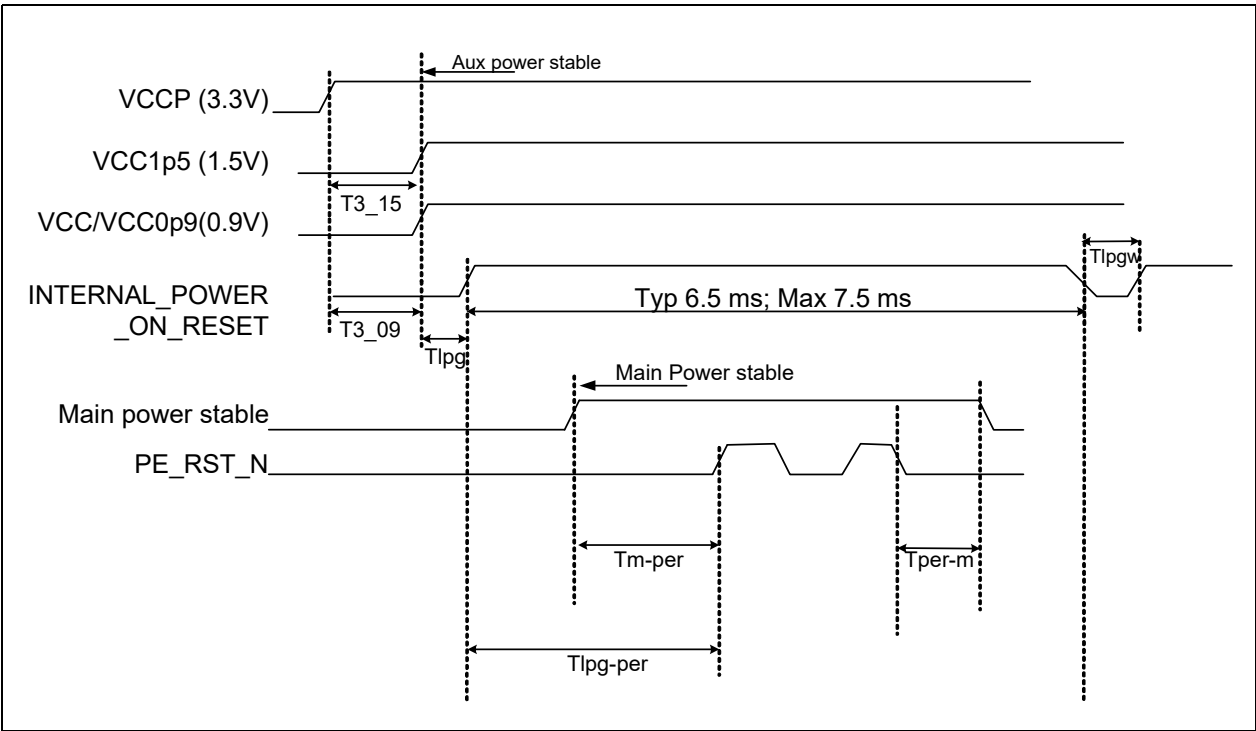 Aux power stable
VCCP (3.3V)
VCC1p5 (1.5V)
T3_15
VCC/VCC0p9(0.9V)
Tlpgw
INTERNAL_POWER
_ON_RESET
Typ 6.5 ms; Max 7.5 ms
T3_09
Tlpg
Main Power stable
Main power stable
PE_RST_N
Tm-per
Tper-m
Tlpg-per